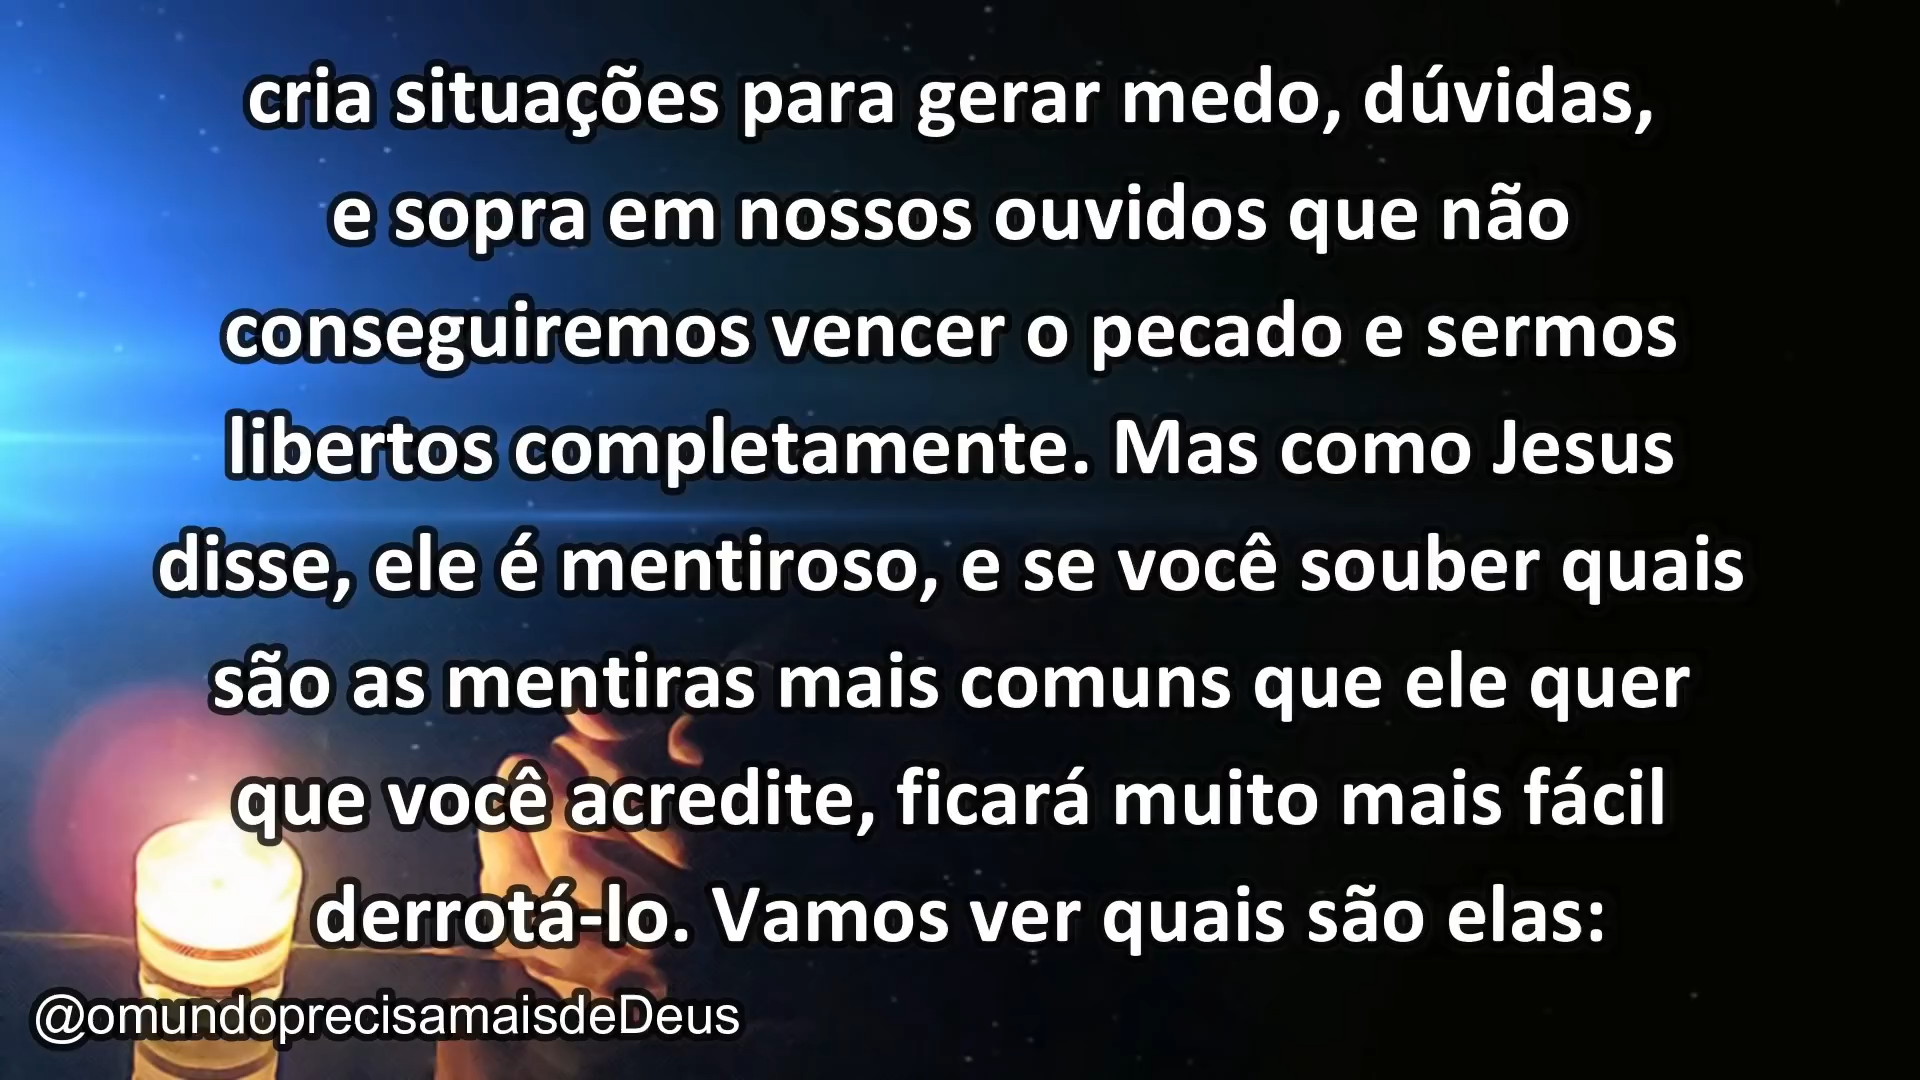 cria situações para gerar medo, dúvidas,
e sopra em nossos ouvidos que não
conseguiremos vencer o pecado e sermos
libertos completamente. Mas como Jesus
disse, ele é mentiroso, e se você souber quais
são as mentiras mais comuns que ele quer
que você acredite, ficará muito mais fácil
derrotá-lo. Vamos ver quais são elas:
@omundoprecisamaisdeDeus